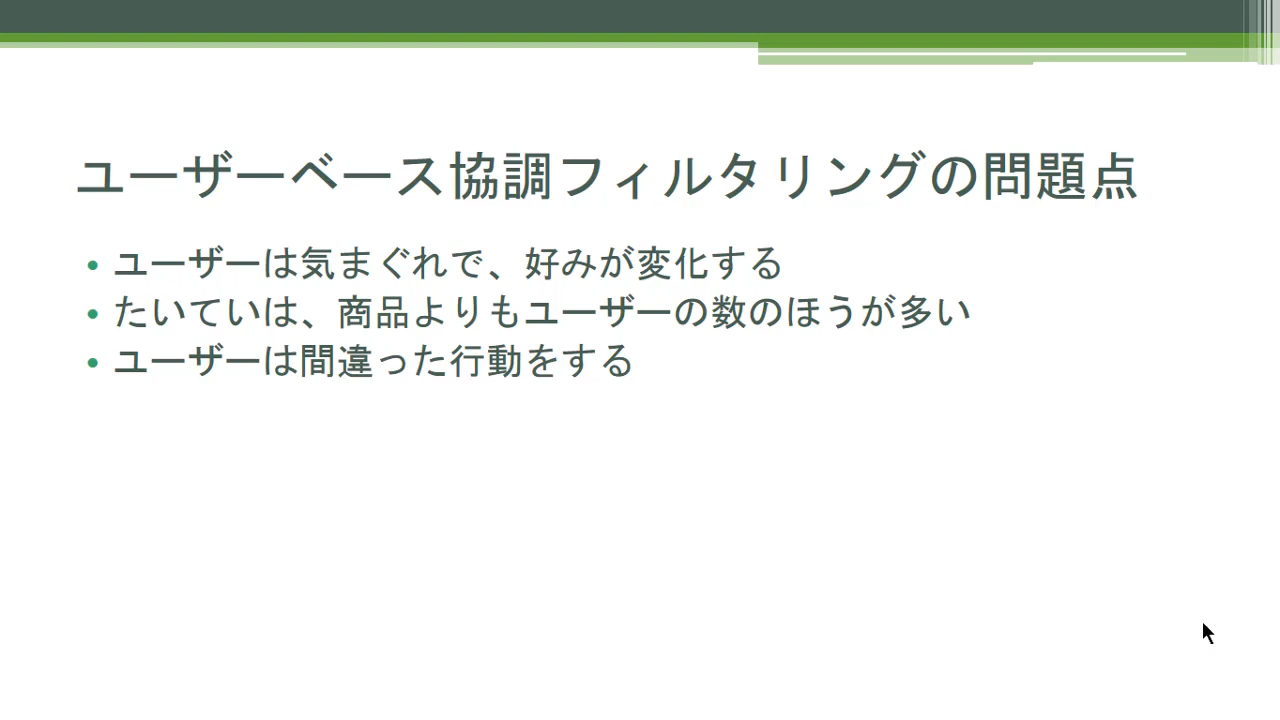 ユーザーベース協調フィルタリングの問題点
• ユーザーは気まぐれで、好みが変化する
• たいていは、商品よりもユーザーの数のほうが多い
• ユーザーは間違った行動をする